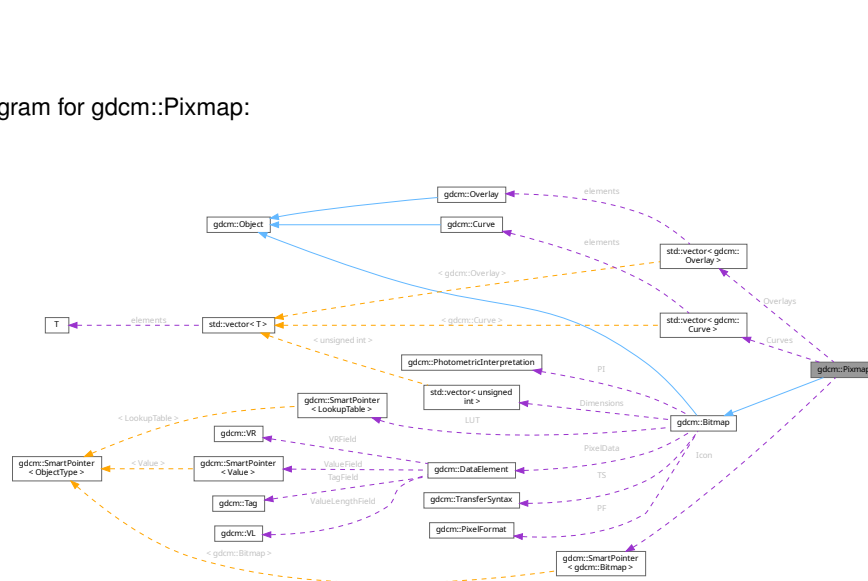 gram for gdcm::Pixmap:
gdcm::Overlay
elements
gdcm::Object
gdcm::Curve
elements
std::vector< gdcm::
Overlay >
< gdcm::Overlay >
Overlays
T
elements
std::vector< T >
< gdcm::Curve >
std::vector< gdcm::
Curve >
< unsigned int >
Curves
gdcm::PhotometricInterpretation
PI
gdcm::Pixmap
std::vector< unsigned
int >
Dimensions
gdcm::SmartPointer
< LookupTable >
< LookupTable >
LUT
gdcm::Bitmap
gdcm::VR
VRField
PixelData
Icon
gdcm::SmartPointer
< ObjectType >
< Value >
gdcm::SmartPointer
< Value >
ValueField
gdcm::DataElement
TagField
TS
gdcm::Tag
ValueLengthField
gdcm::TransferSyntax
PF
gdcm::VL
gdcm::PixelFormat
< gdcm::Bitmap >
gdcm::SmartPointer
< gdcm::Bitmap >